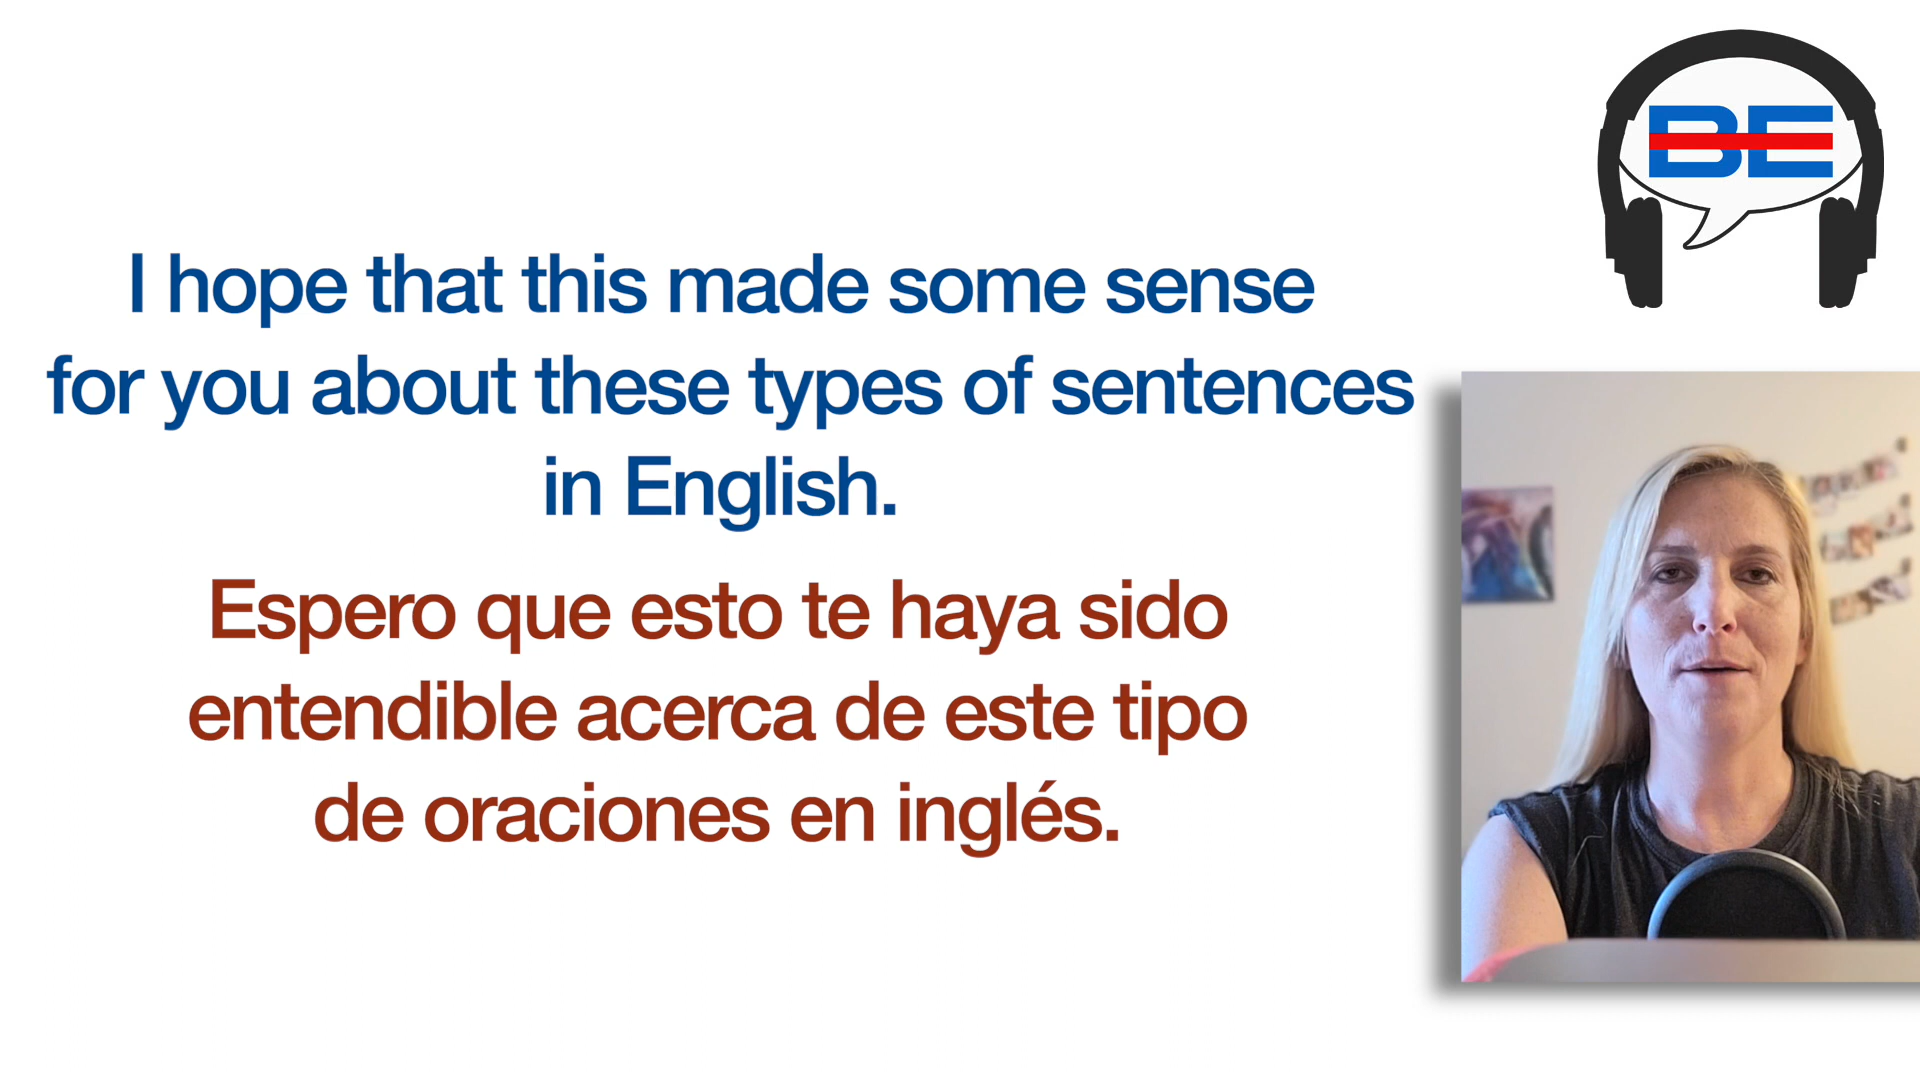 BE
I hope that this made some sense
for you about these types of sentences
in English.
Espero que esto te haya sido
entendible acerca de este tipo
de oraciones en inglés.